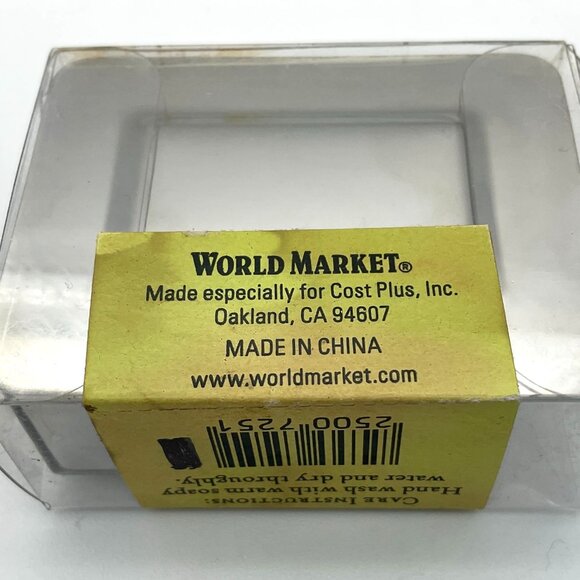 WORLD MARKET®
Made especially for Cost Plus, Inc.
Oakland, CA 94607
MADE IN CHINA
www.worldmarket.com
CARE INSTRUCTIONS:
Hand wash with warm soapy
water and dry throughly.
2500 7251